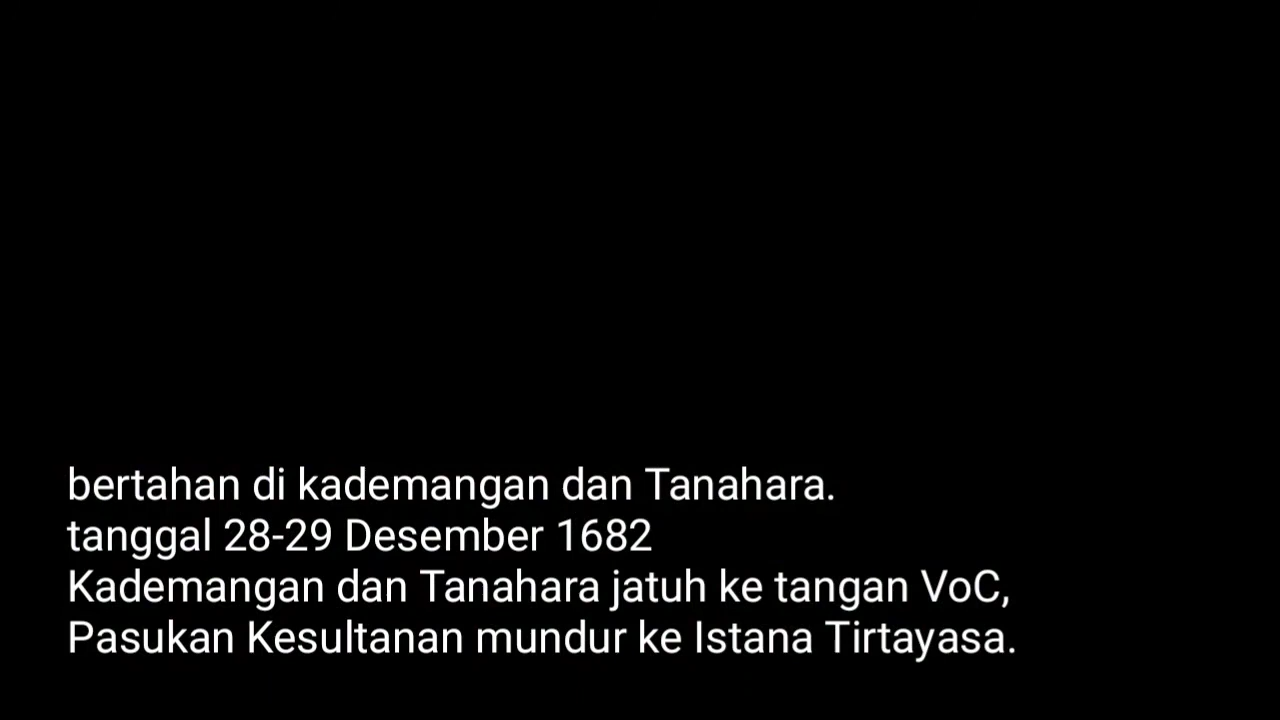 bertahan di kademangan dan Tanahara.
tanggal 28-29 Desember 1682
Kademangan dan Tanahara jatuh ke tangan VoC,
Pasukan Kesultanan mundur ke Istana Tirtayasa.